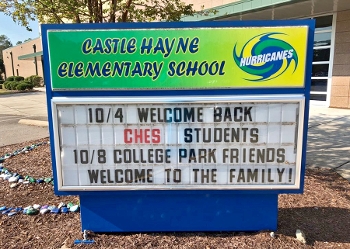 CASTLE HAYNE
ELEMENTARY SCHOOL
HURRICANES
10/4 WELCOME BACK
CHES STUDENTS
10/8 COLLEGE PARK FRIENDS
WELCOME TO THE FAMILY!